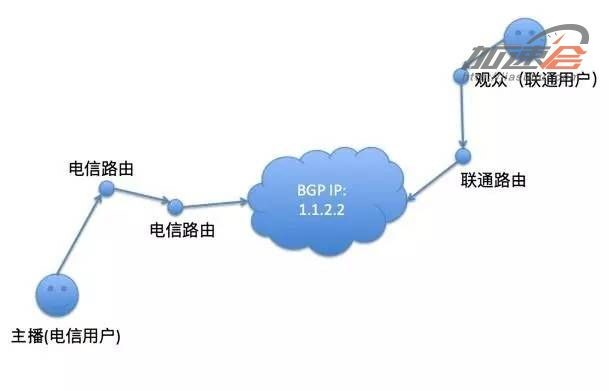 加速会
观众（联通用户）
电信路由
联通路由
BGP IP:
1.1.2.2
电信路由
主播(电信用户)